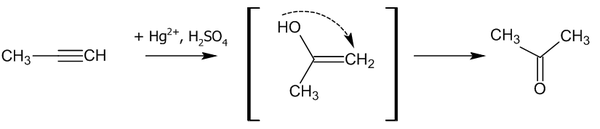 CH₃ CH
+ Hg²⁺, H₂SO₄
HO
CH₂
CH₃
CH₃ CH₃
O